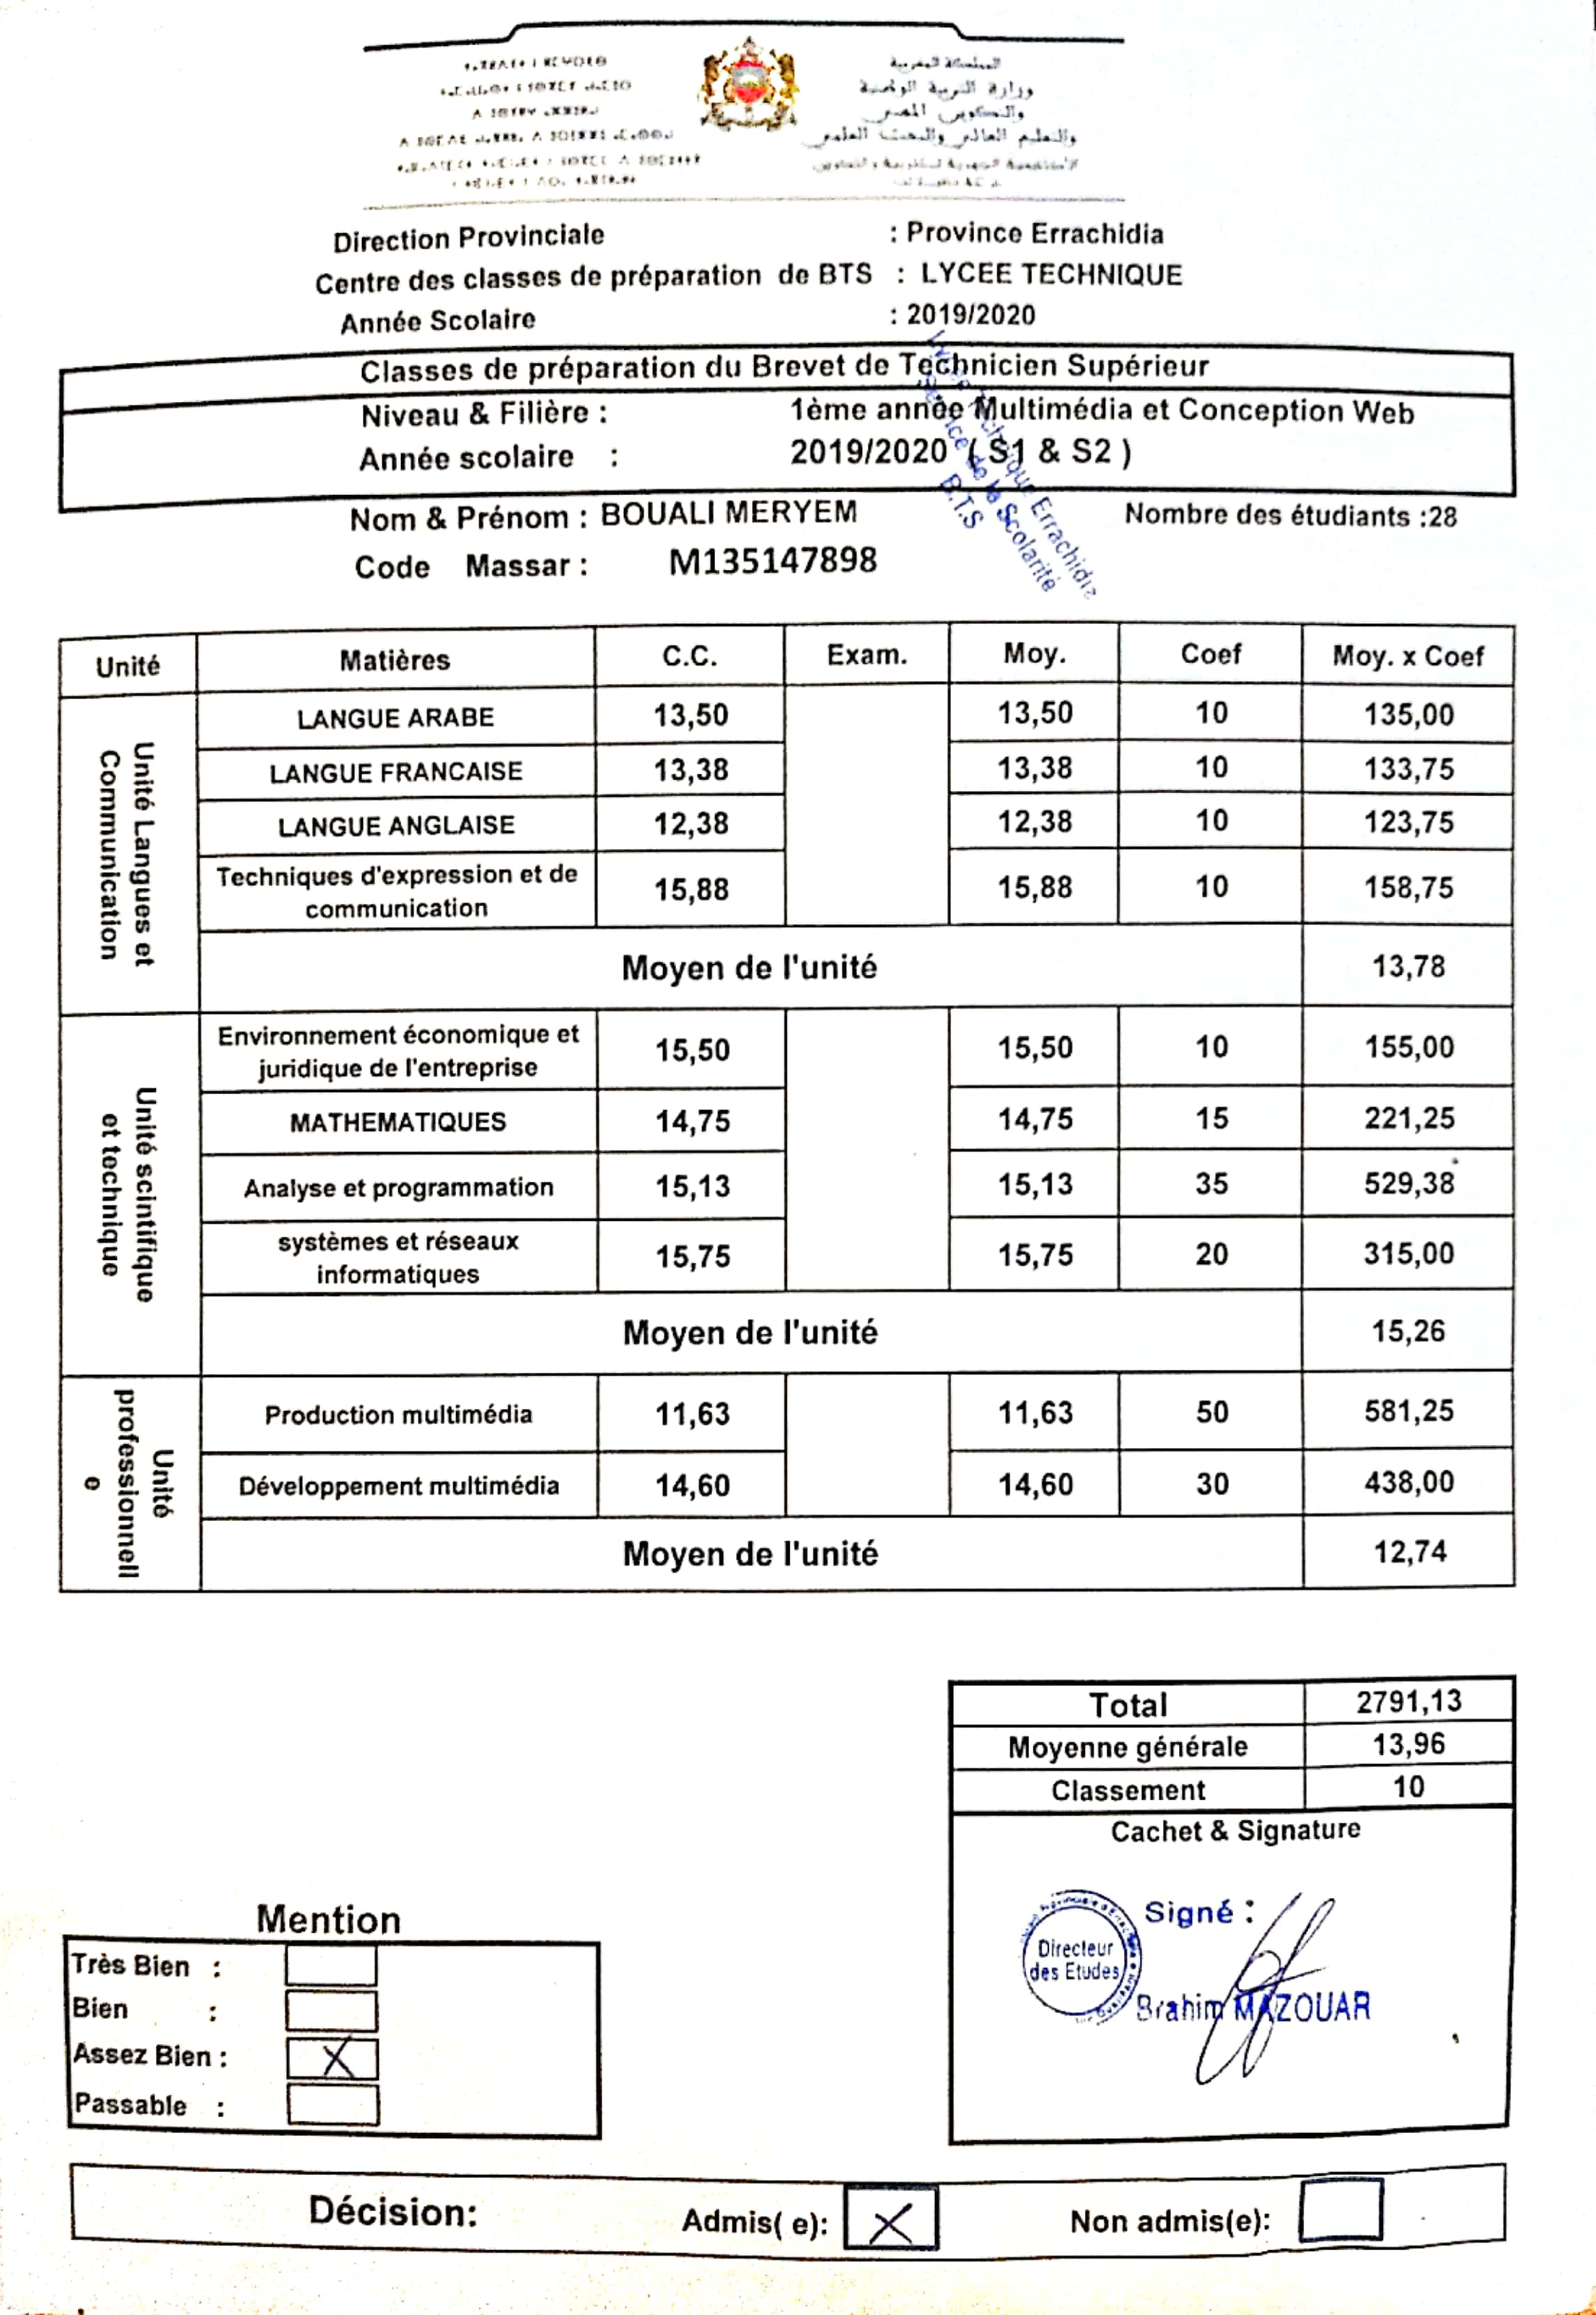 المملكة المغربية
وزارة التربية الوطنية
والتكوين المهني
والتعليم العالي والبحث العلمي
Direction Provinciale : Province Errachidia
Centre des classes de préparation de BTS : LYCEE TECHNIQUE
Année Scolaire : 2019/2020
Classes de préparation du Brevet de Technicien Supérieur
Niveau & Filière : 1ème année Multimédia et Conception Web
Année scolaire : 2019/2020 ( S1 & S2 )
Lycée Technique Errachidia
Service de la Scolarité
B.T.S
Nom & Prénom : BOUALI MERYEM Nombre des étudiants :28
Code Massar : M135147898
Unité Matières C.C. Exam. Moy. Coef Moy. x Coef
Unité Langues et
Communication
LANGUE ARABE 13,50 13,50 10 135,00
LANGUE FRANCAISE 13,38 13,38 10 133,75
LANGUE ANGLAISE 12,38 12,38 10 123,75
Techniques d'expression et de
communication 15,88 15,88 10 158,75
Moyen de l'unité 13,78
Unité scintifique
et technique
Environnement économique et
juridique de l'entreprise 15,50 15,50 10 155,00
MATHEMATIQUES 14,75 14,75 15 221,25
Analyse et programmation 15,13 15,13 35 529,38
systèmes et réseaux
informatiques 15,75 15,75 20 315,00
Moyen de l'unité 15,26
Unité
professionnell
e
Production multimédia 11,63 11,63 50 581,25
Développement multimédia 14,60 14,60 30 438,00
Moyen de l'unité 12,74
Total 2791,13
Moyenne générale 13,96
Classement 10
Cachet & Signature
Signé :
Directeur
des Etudes
Brahim MAZOUAR
Mention
Très Bien :
Bien :
Assez Bien : X
Passable :
Décision: Admis( e): X Non admis(e):